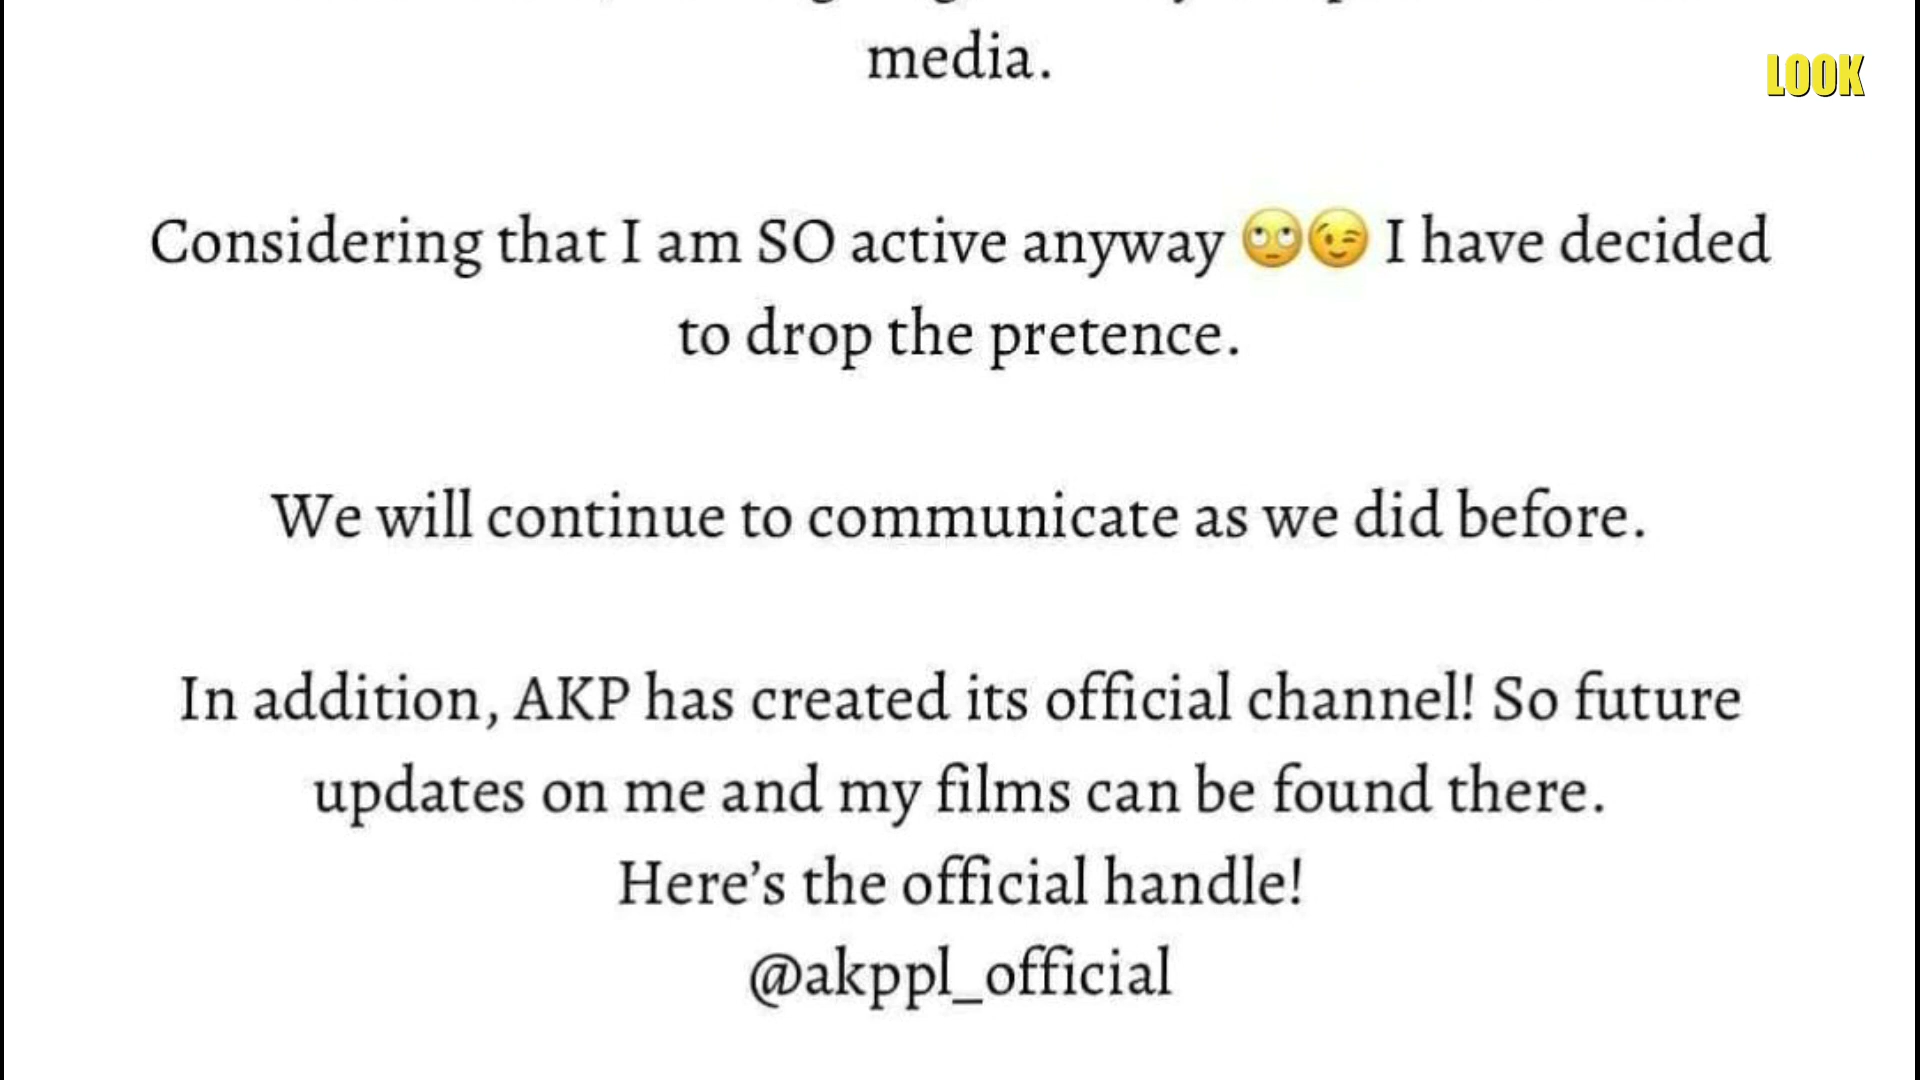 media.
LOOK
Considering that I am SO active anyway 🙄😉 I have decided
to drop the pretence.
We will continue to communicate as we did before.
In addition, AKP has created its official channel! So future
updates on me and my films can be found there.
Here’s the official handle!
@akppl_official